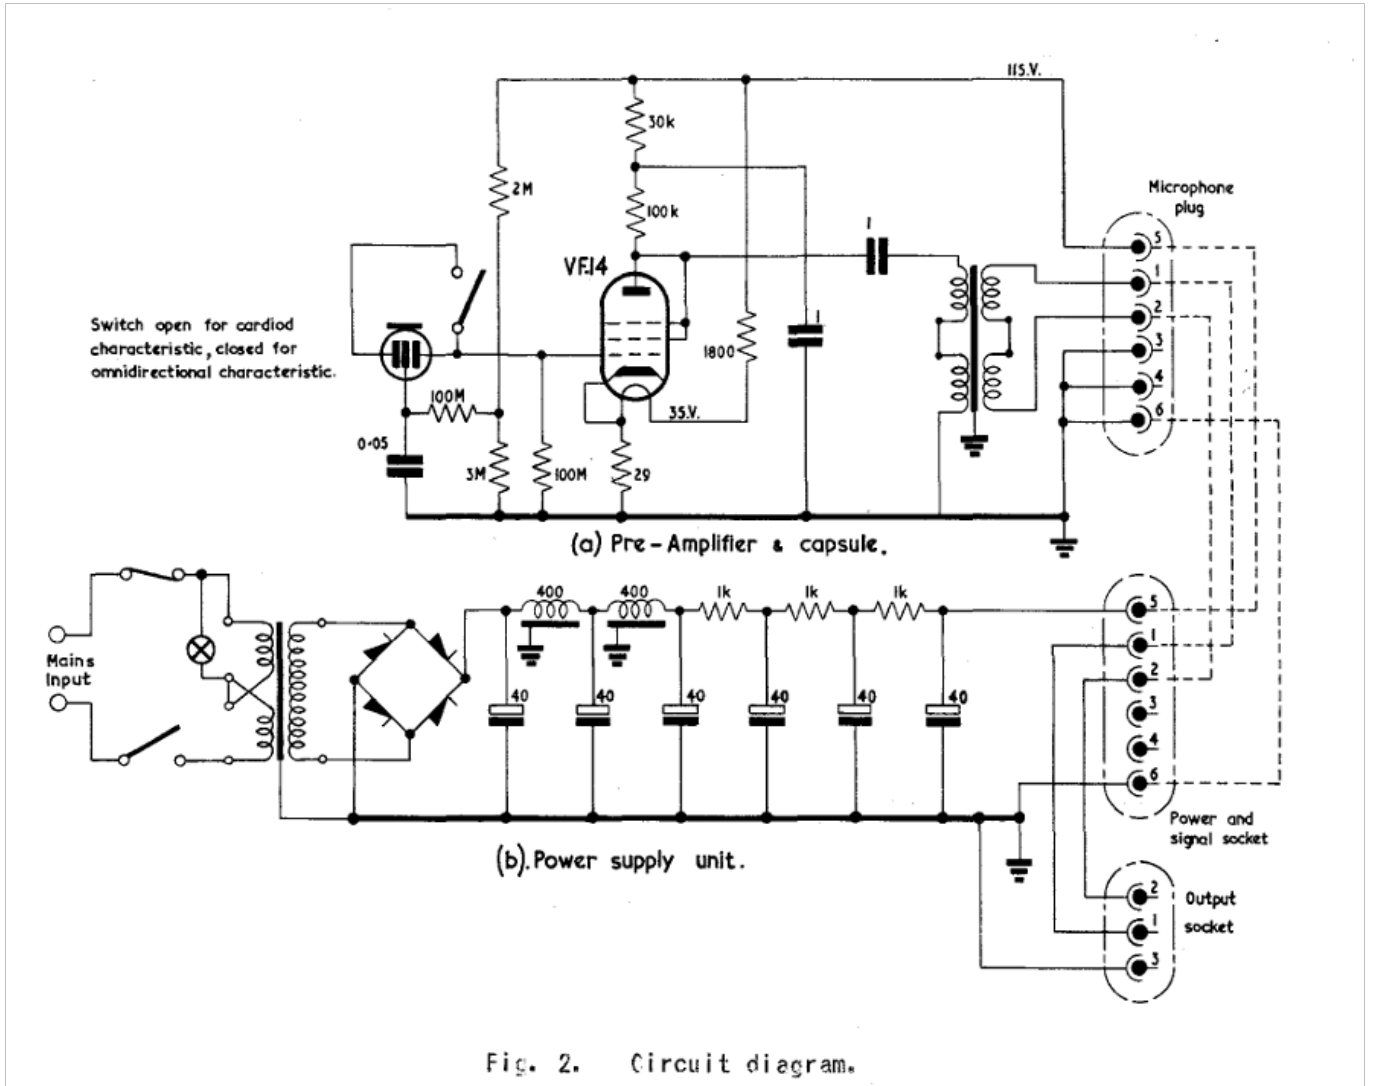 115.V.
30k
2M
100k
Microphone
plug
5
1
2
3
4
6
1
VF.14
Switch open for cardiod
characteristic, closed for
omnidirectional characteristic.
1
1800
100M
35.V.
0·05
3M
100M
29
(a) Pre-Amplifier & capsule.
Mains
Input
400
400
1k
1k
1k
40
40
40
40
40
40
5
1
2
3
4
6
Power and
signal socket
(b). Power supply unit.
2
1
3
Output
socket
Fig. 2. Circuit diagram.